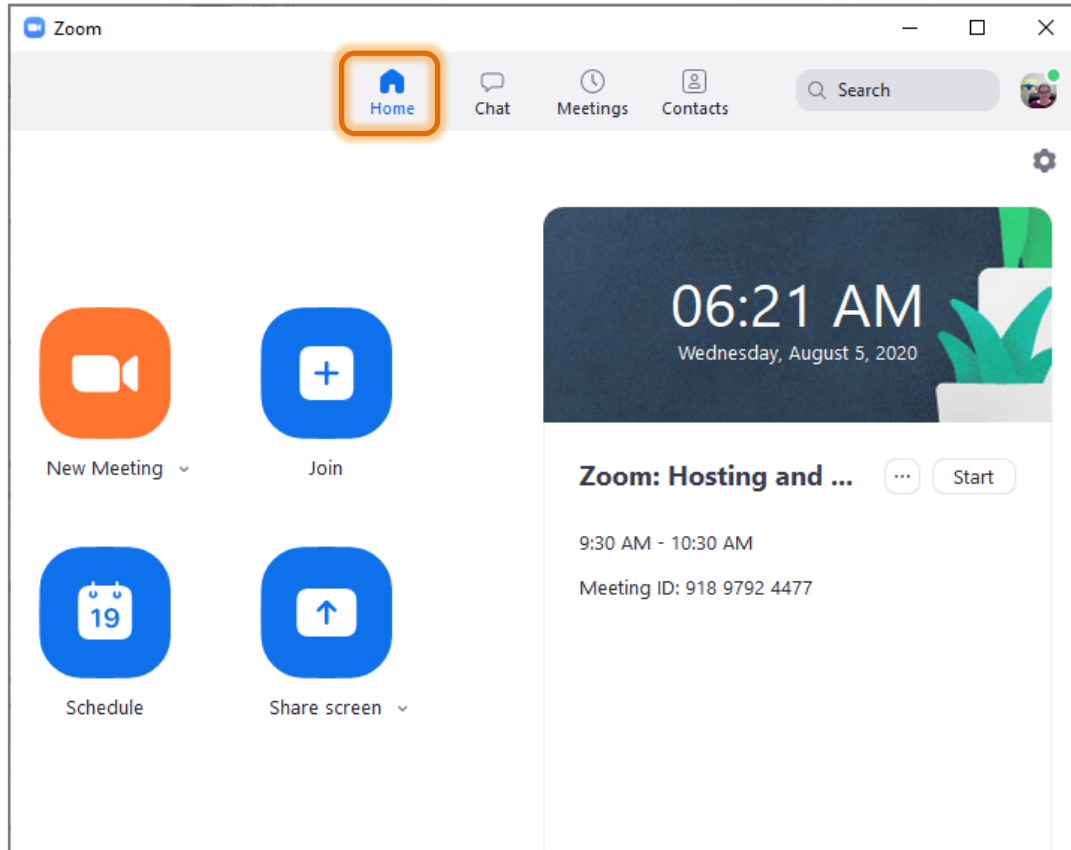 Zoom
Home
Chat
Meetings
Contacts
Search
06:21 AM
Wednesday, August 5, 2020
New Meeting
Join
Zoom: Hosting and ...
Start
9:30 AM - 10:30 AM
Meeting ID: 918 9792 4477
19
Schedule
Share screen